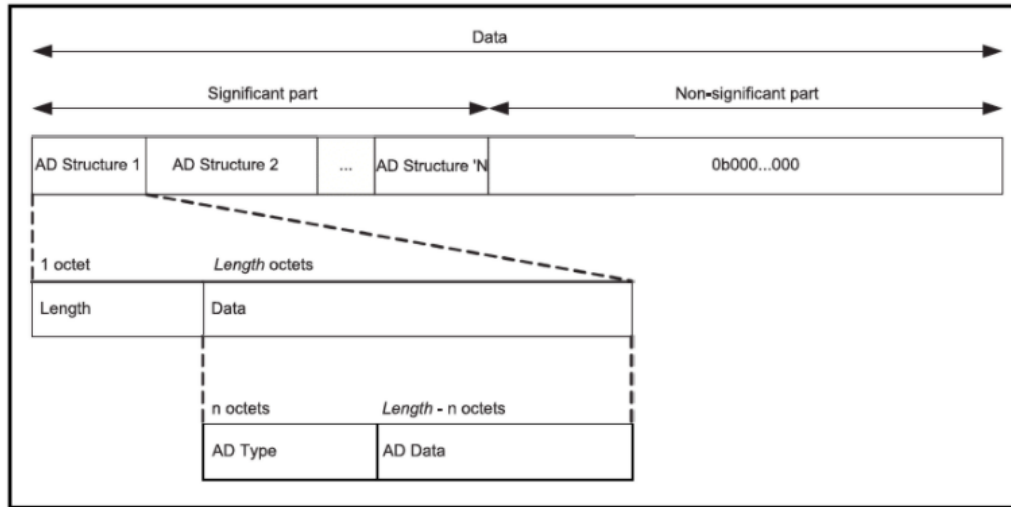 Data
Significant part Non-significant part
AD Structure 1 AD Structure 2 ... AD Structure 'N 0b000...000
1 octet Length octets
Length Data
n octets Length - n octets
AD Type AD Data